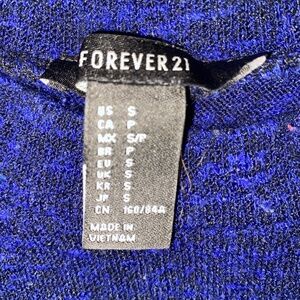 FOREVER 21
US S
CA P
MX S/P
BR P
EU S
UK S
KR S
JP S
CN 160/84A
MADE IN
VIETNAM